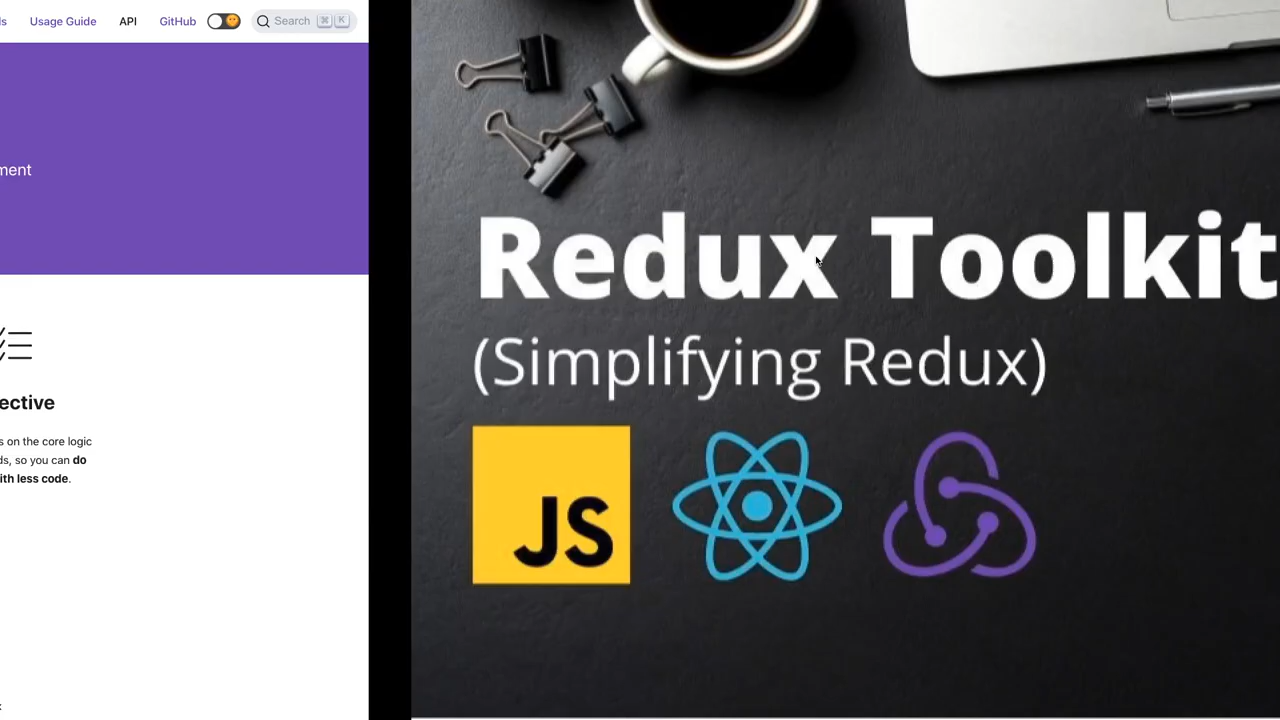 Usage Guide API GitHub Search ⌘ K
ective
s on the core logic
ds, so you can do
ith less code.
Redux Toolkit
(Simplifying Redux)
JS